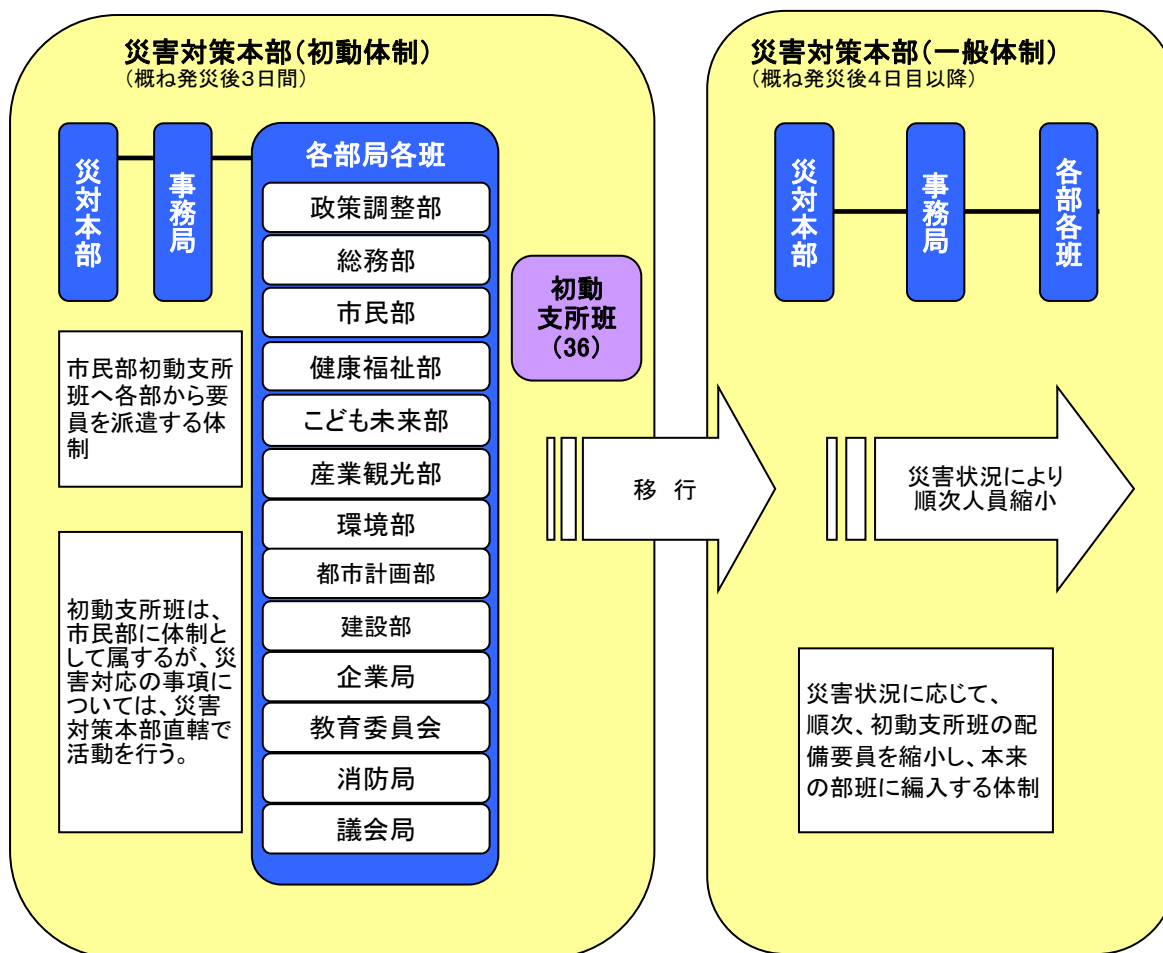 災害対策本部(初動体制)
(概ね発災後3日間)
災対本部
事務局
各部局各班
政策調整部
総務部
市民部
健康福祉部
こども未来部
産業観光部
環境部
都市計画部
建設部
企業局
教育委員会
消防局
議会局
初動
支所班
(36)
市民部初動支所
班へ各部から要
員を派遣する体
制
初動支所班は、
市民部に体制と
して属するが、災
害対応の事項に
ついては、災害
対策本部直轄で
活動を行う。
移 行
災害対策本部(一般体制)
(概ね発災後4日目以降)
災対本部
事務局
各部各班
災害状況により
順次人員縮小
災害状況に応じて、
順次、初動支所班の配
備要員を縮小し、本来
の部班に編入する体制